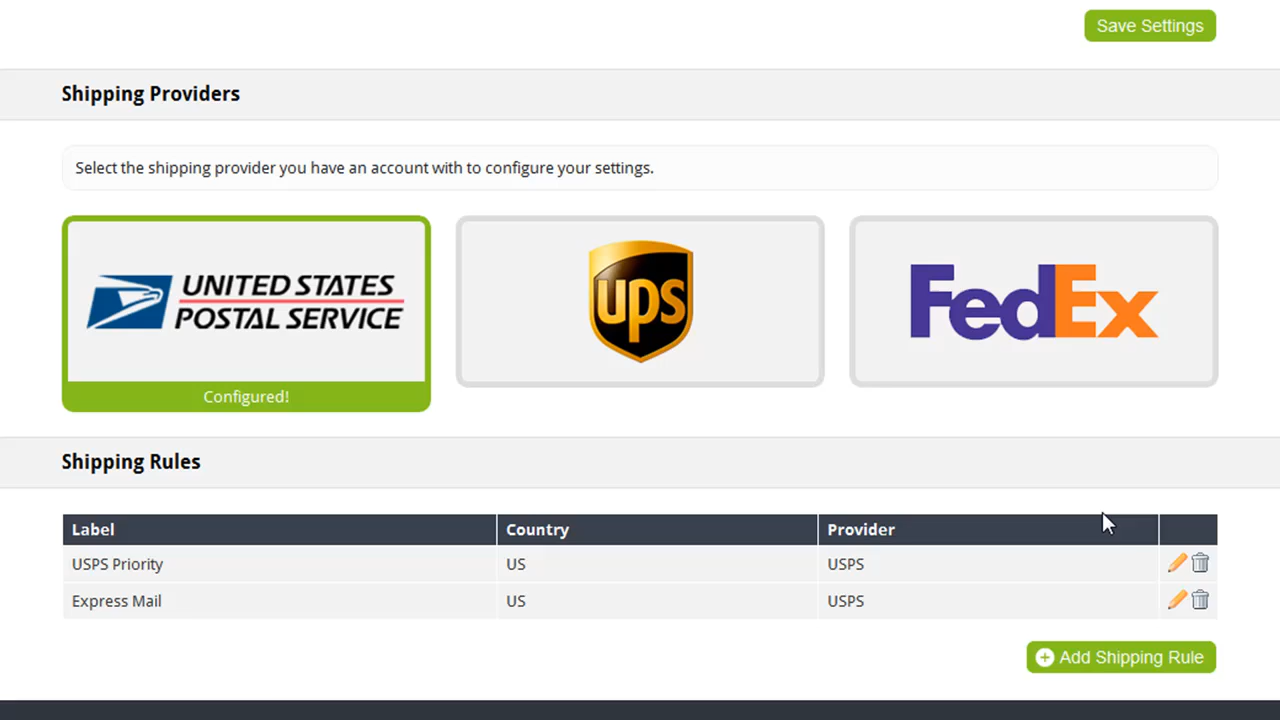 Save Settings
Shipping Providers
Select the shipping provider you have an account with to configure your settings.
UNITED STATES
POSTAL SERVICE
ups
FedEx
Configured!
Shipping Rules
Label Country Provider
USPS Priority US USPS
Express Mail US USPS
Add Shipping Rule